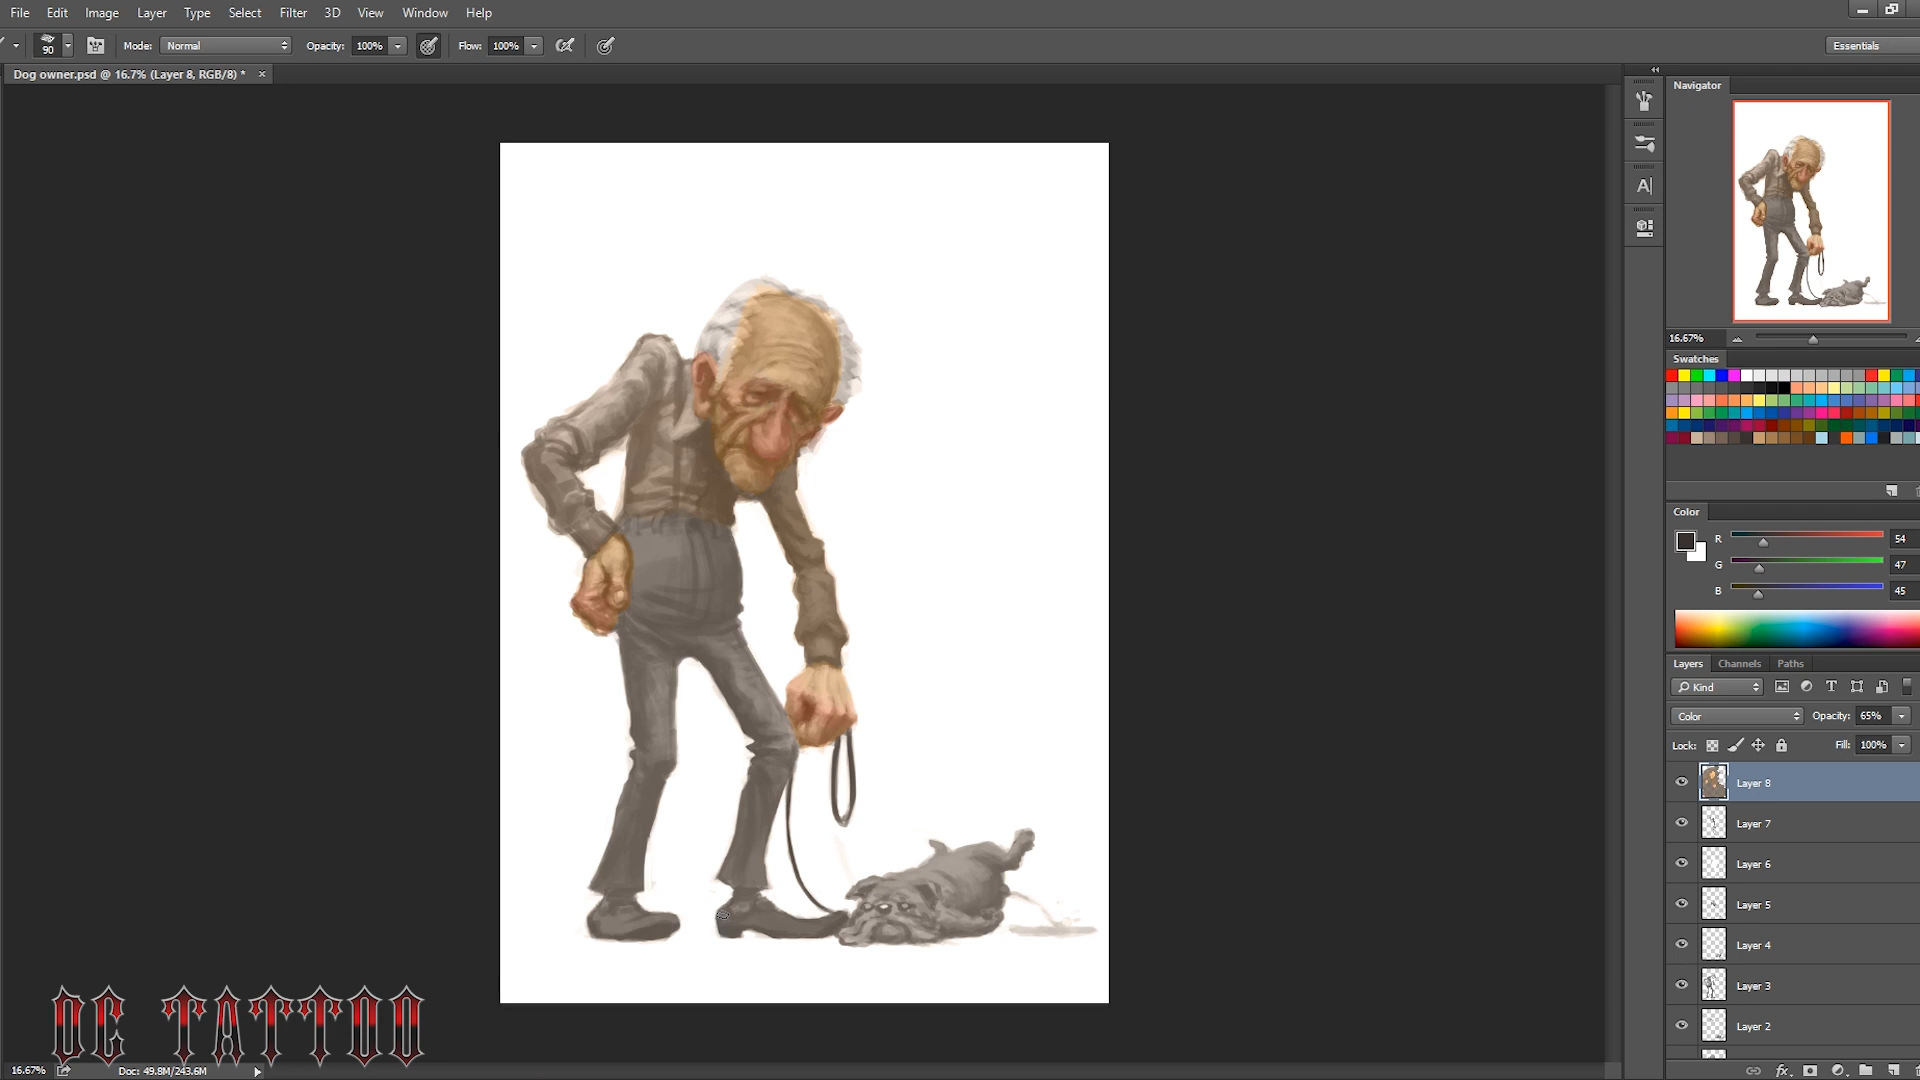 File Edit Image Layer Type Select Filter 3D View Window Help
90 Mode: Normal Opacity: 100% Flow: 100% Essentials
Dog owner.psd @ 16.7% (Layer 8, RGB/8) * ×
Navigator
16.67%
Swatches
Color
R 54
G 47
B 45
Layers Channels Paths
Kind
Color Opacity: 65%
Lock: Fill: 100%
Layer 8
Layer 7
Layer 6
Layer 5
Layer 4
Layer 3
Layer 2
DC TATTOO
16.67% Doc: 49.8M/243.6M